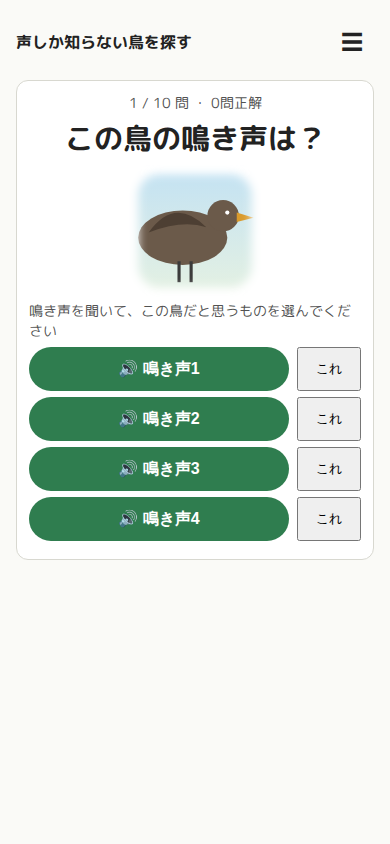 声しか知らない鳥を探す
1 / 10 問 · 0問正解
この鳥の鳴き声は？
鳴き声を聞いて、この鳥だと思うものを選んでくだ
さい
🔊 鳴き声1
これ
🔊 鳴き声2
これ
🔊 鳴き声3
これ
🔊 鳴き声4
これ